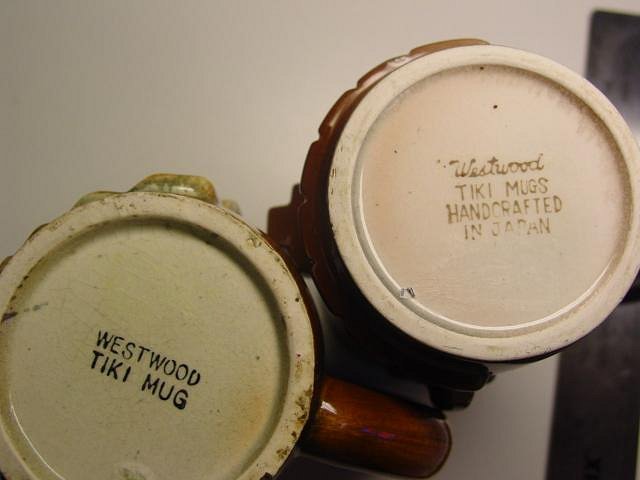 Westwood
TIKI MUGS
HANDCRAFTED
IN JAPAN
WESTWOOD
TIKI MUG